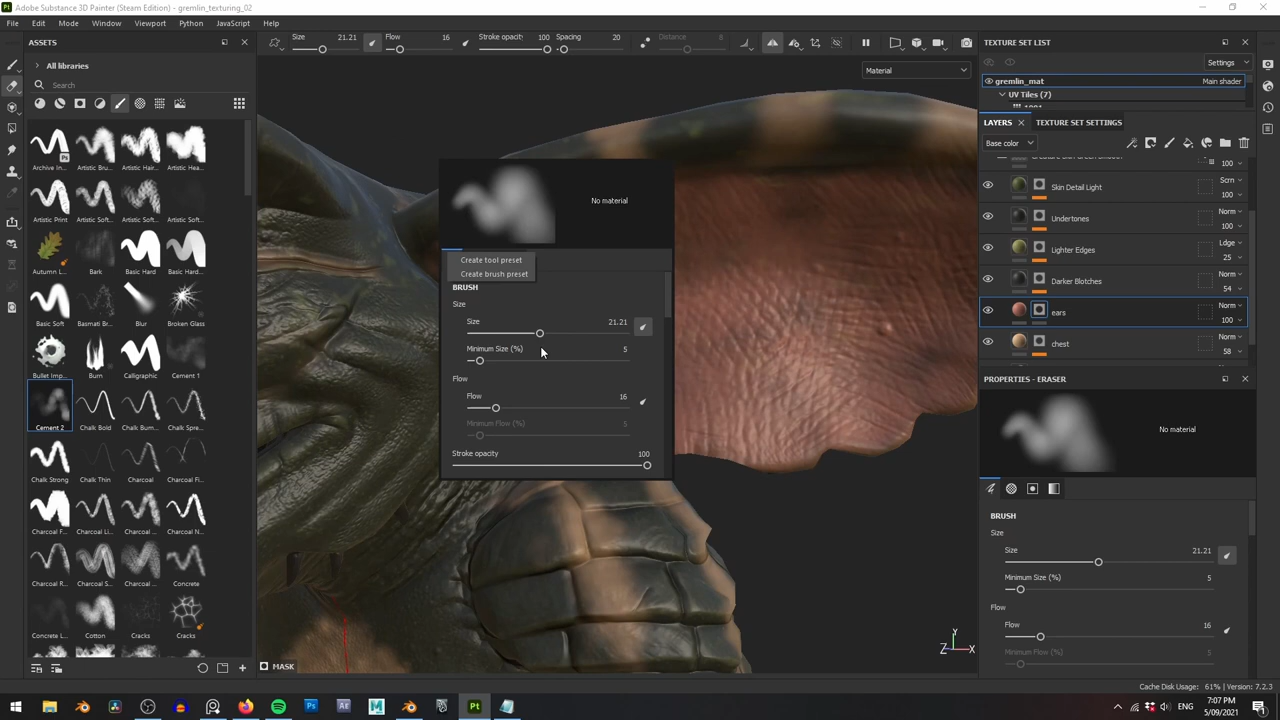 Adobe Substance 3D Painter (Steam Edition) - gremlin_texturing_02
File Edit Mode Window Viewport Python JavaScript Help
ASSETS
All libraries
Search
Archive In...
Artistic Bru...
Artistic Hair...
Artistic Hea...
Artistic Print
Artistic Soft...
Artistic Soft...
Artistic Soft...
Autumn L...
Bark
Basic Hard
Basic Hard ...
Basic Soft
Basmati Br...
Blur
Broken Glass
Bullet Imp...
Burn
Calligraphic
Cement 1
Cement 2
Chalk Bold
Chalk Bum...
Chalk Spre...
Chalk Strong
Chalk Thin
Charcoal
Charcoal Fi...
Charcoal F...
Charcoal Li...
Charcoal ...
Charcoal N...
Charcoal R...
Charcoal S...
Charcoal ...
Concrete
Concrete L...
Cotton
Cracks
Cracks
Size 21.21 Flow 16 Stroke opacity 100 Spacing 20 Distance 8
Material
No material
Create tool preset
Create brush preset
BRUSH
Size
Size 21.21
Minimum Size (%) 5
Flow
Flow 16
Minimum Flow (%) 5
Stroke opacity 100
Y
Z X
MASK
TEXTURE SET LIST
Settings
gremlin_mat Main shader
UV Tiles (7)
LAYERS TEXTURE SET SETTINGS
Base color
100
Skin Detail Light Scrn 100
Undertones Norm 100
Lighter Edges Ldge 25
Darker Blotches Norm 54
ears Norm 100
chest Norm 58
PROPERTIES - ERASER
No material
BRUSH
Size
Size 21.21
Minimum Size (%) 5
Flow
Flow 16
Minimum Flow (%) 5
Cache Disk Usage: 61% | Version: 7.2.3
ENG
7:07 PM
5/09/2021